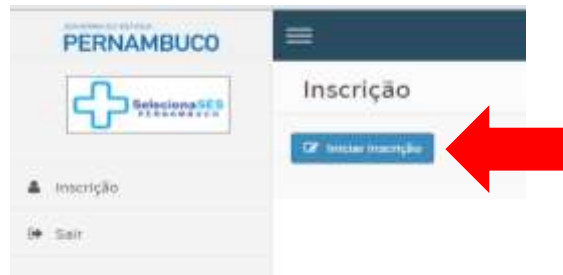 PERNAMBUCO
SelecionaSES
PERNAMBUCO
Inscrição
Sair
Inscrição
Iniciar Inscrição